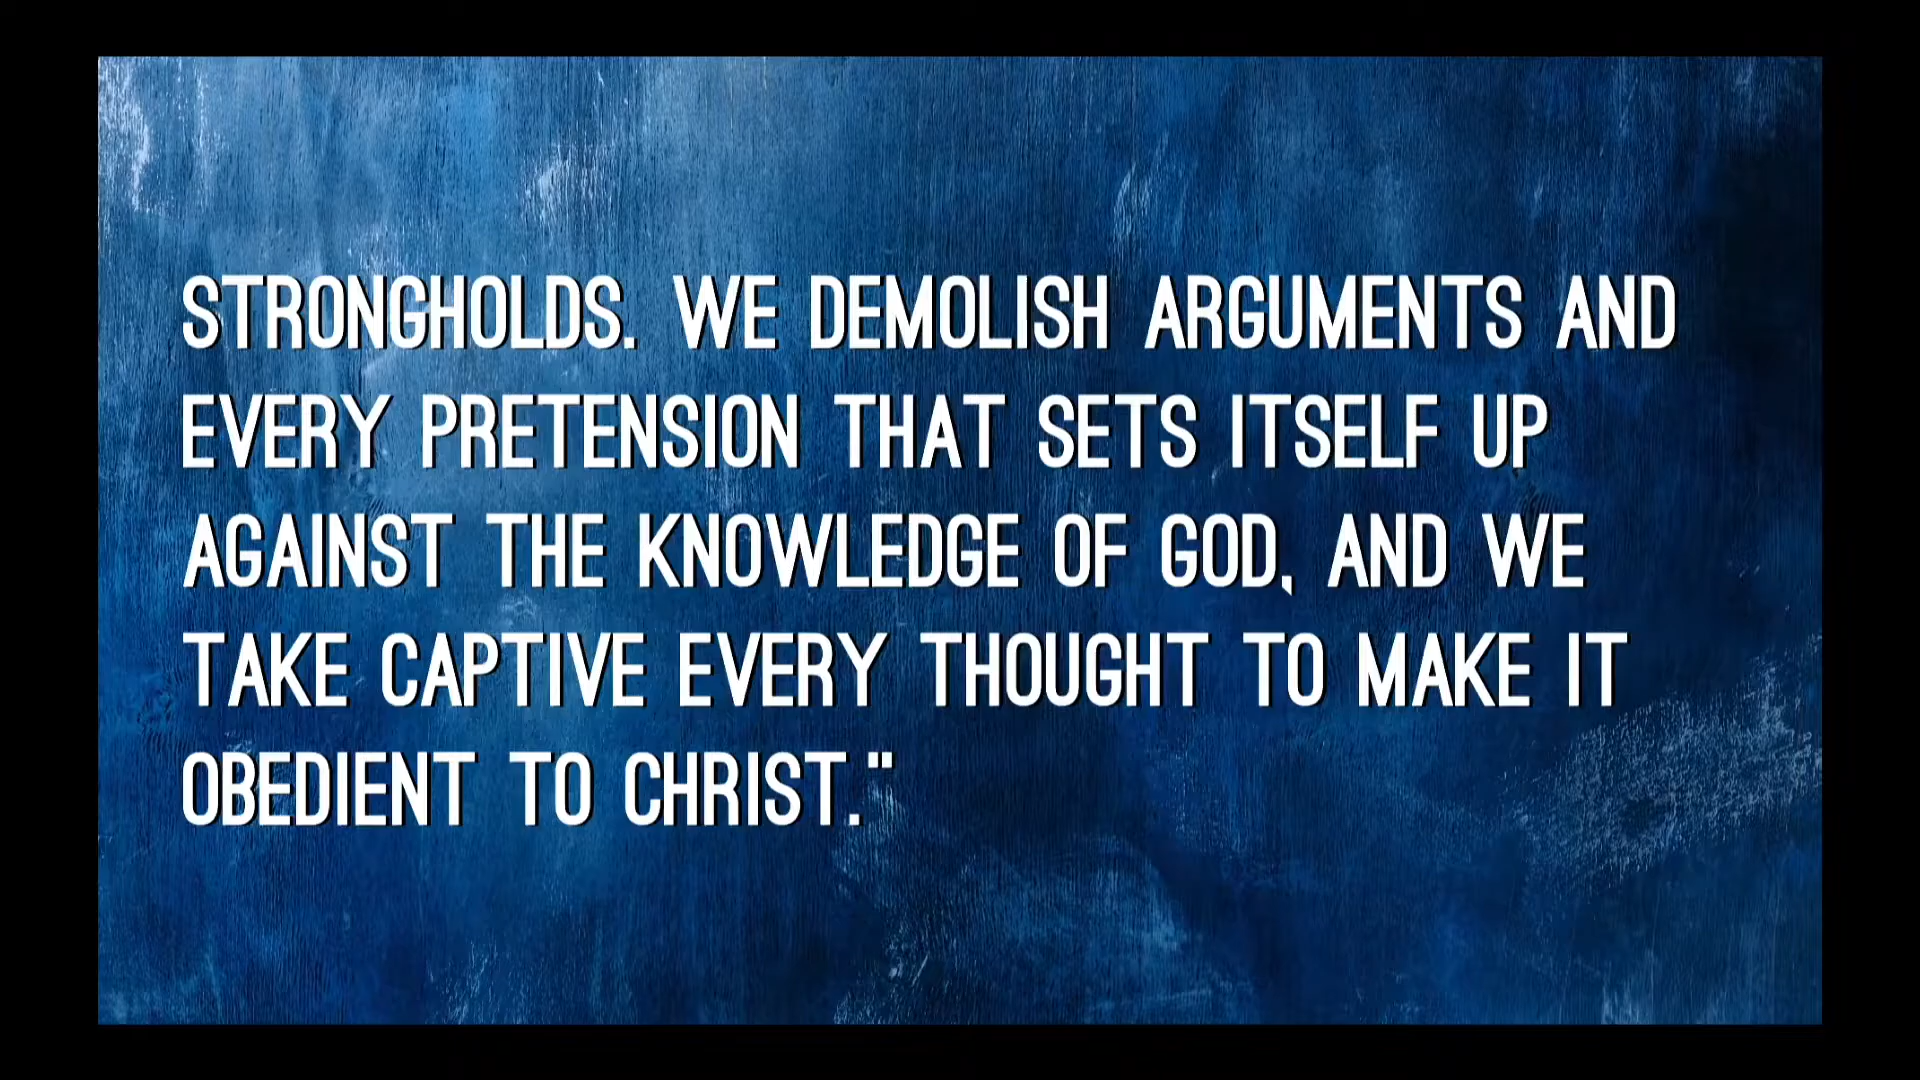 STRONGHOLDS. WE DEMOLISH ARGUMENTS AND
EVERY PRETENSION THAT SETS ITSELF UP
AGAINST THE KNOWLEDGE OF GOD, AND WE
TAKE CAPTIVE EVERY THOUGHT TO MAKE IT
OBEDIENT TO CHRIST."